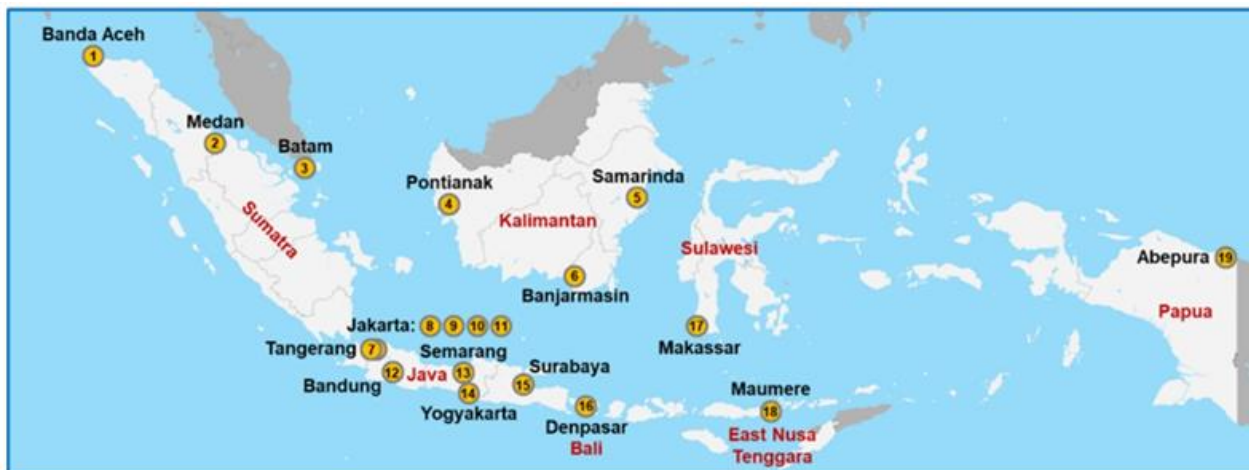 Banda Aceh
1
Medan
2
Batam
3
Pontianak
4
Samarinda
5
Sumatra
Kalimantan
Sulawesi
6
Banjarmasin
Abepura 19
Papua
Jakarta: 8 9 10 11
17
Makassar
Tangerang 7
Semarang
12
Bandung
Java
13
14
Yogyakarta
Surabaya
15
16
Denpasar
Bali
Maumere
18
East Nusa
Tenggara